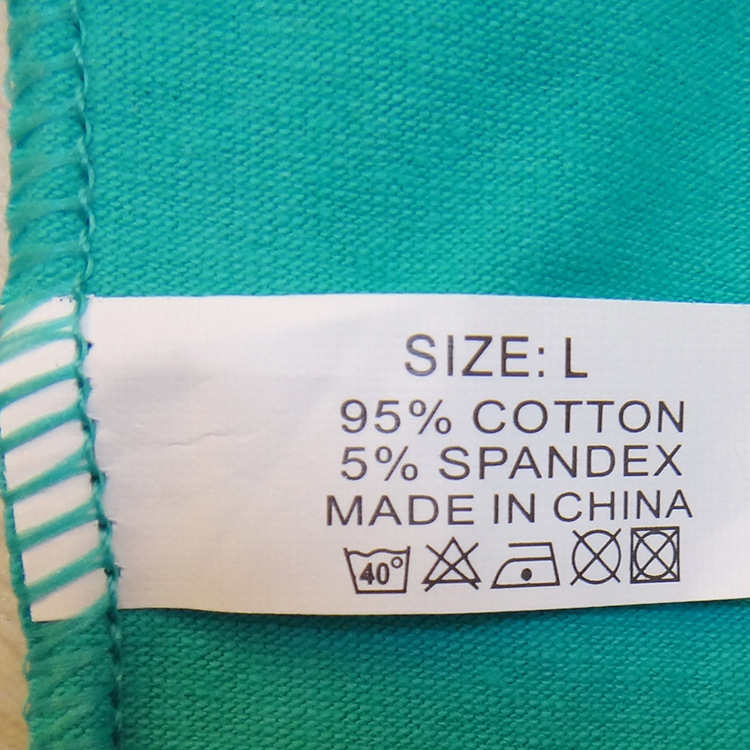 SIZE: L
95% COTTON
5% SPANDEX
MADE IN CHINA
40°